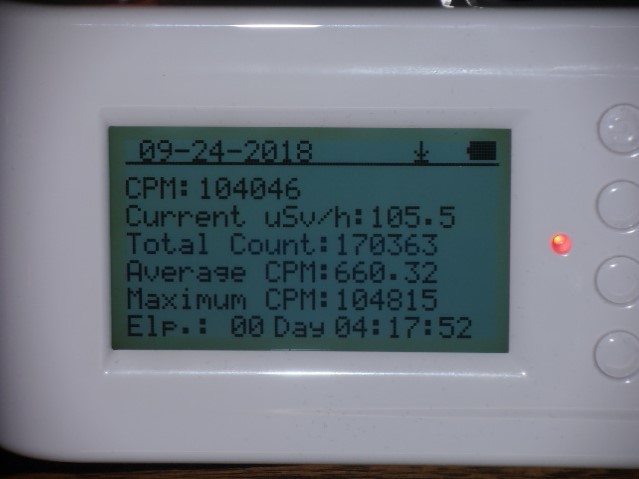 09-24-2018
CPM: 104046
Current uSv/h:105.5
Total Count:170363
Average CPM:660.32
Maximum CPM:104815
Elp.: 00 Day 04:17:52